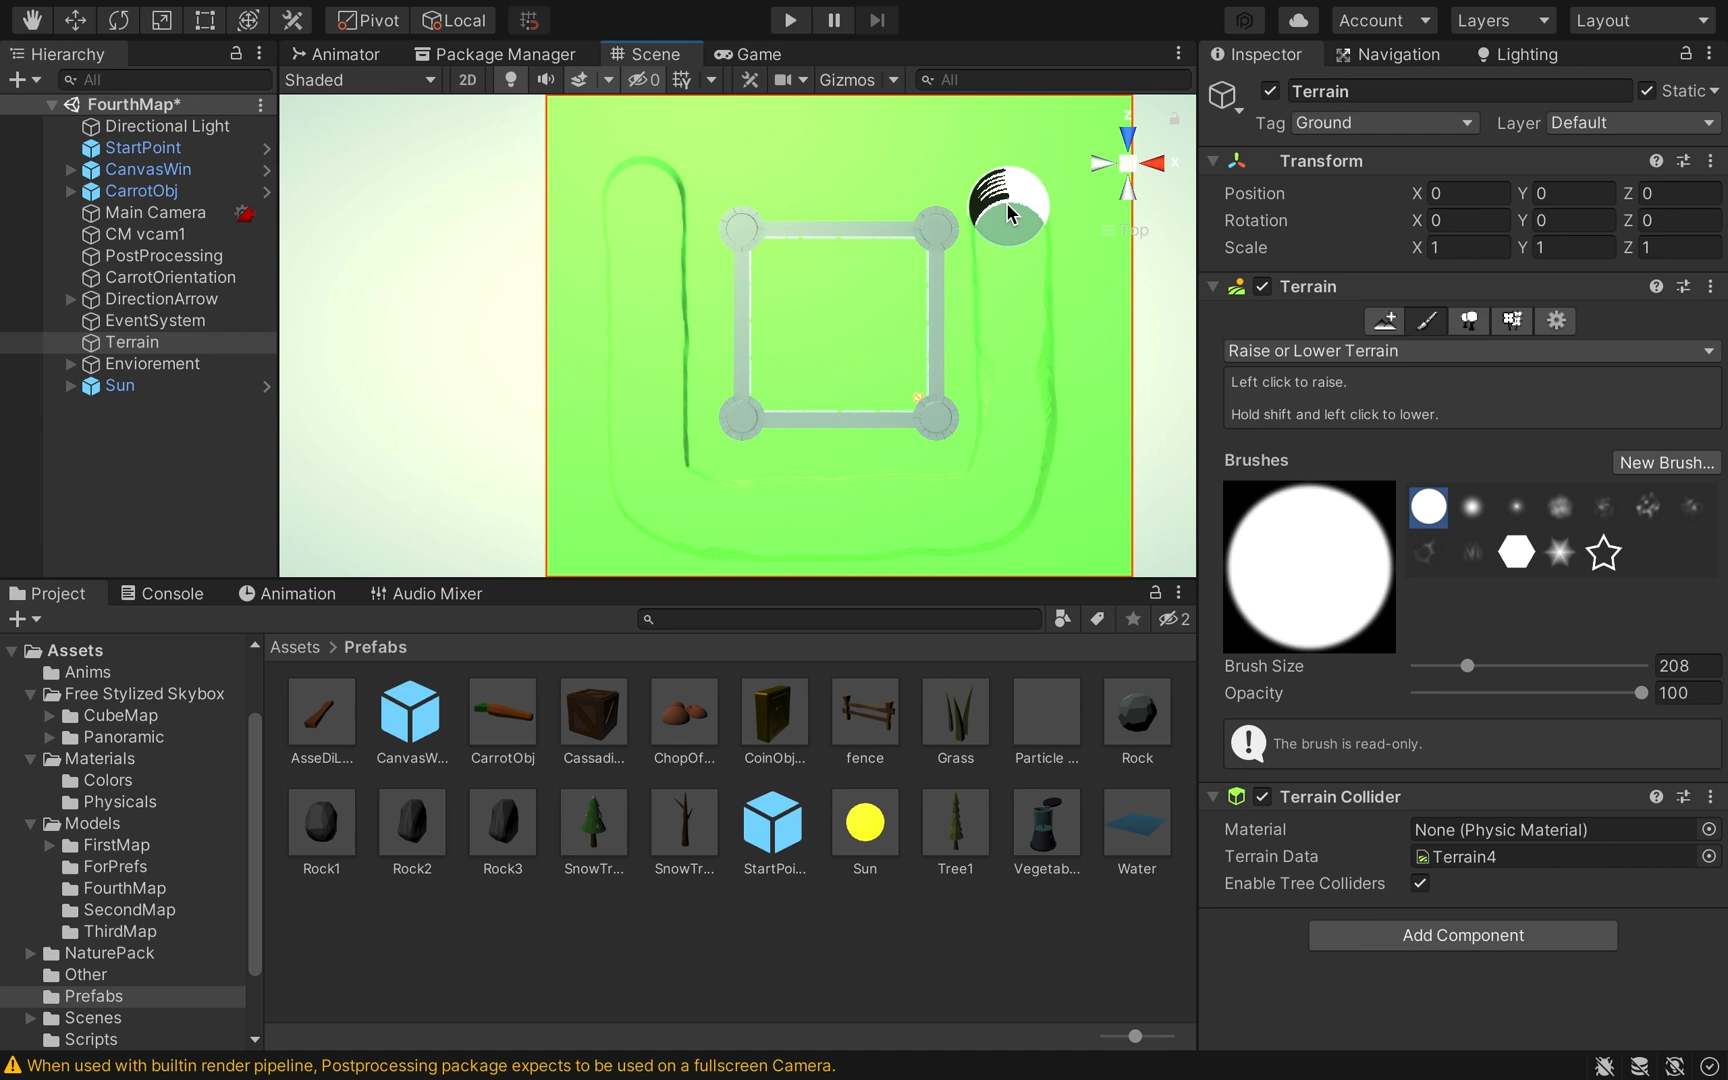 Pivot Local Account Layers Layout
Hierarchy Animator Package Manager Scene Game Inspector Navigation Lighting
All Shaded 2D 0 Gizmos All
FourthMap*
Directional Light
StartPoint
CanvasWin
CarrotObj
Main Camera
CM vcam1
PostProcessing
CarrotOrientation
DirectionArrow
EventSystem
Terrain
Enviorement
Sun
z
x
Top
Terrain Static
Tag Ground Layer Default
Transform
Position X 0 Y 0 Z 0
Rotation X 0 Y 0 Z 0
Scale X 1 Y 1 Z 1
Terrain
Raise or Lower Terrain
Left click to raise.
Hold shift and left click to lower.
Brushes
New Brush...
Brush Size 208
Opacity 100
The brush is read-only.
Terrain Collider
Material None (Physic Material)
Terrain Data Terrain4
Enable Tree Colliders
Add Component
Project Console Animation Audio Mixer
2
Assets
Anims
Free Stylized Skybox
CubeMap
Panoramic
Materials
Colors
Physicals
Models
FirstMap
ForPrefs
FourthMap
SecondMap
ThirdMap
NaturePack
Other
Prefabs
Scenes
Scripts
Assets > Prefabs
AsseDiL... CanvasW... CarrotObj Cassadi... ChopOf... CoinObj... fence Grass Particle ... Rock
Rock1 Rock2 Rock3 SnowTr... SnowTr... StartPoi... Sun Tree1 Vegetab... Water
When used with builtin render pipeline, Postprocessing package expects to be used on a fullscreen Camera.